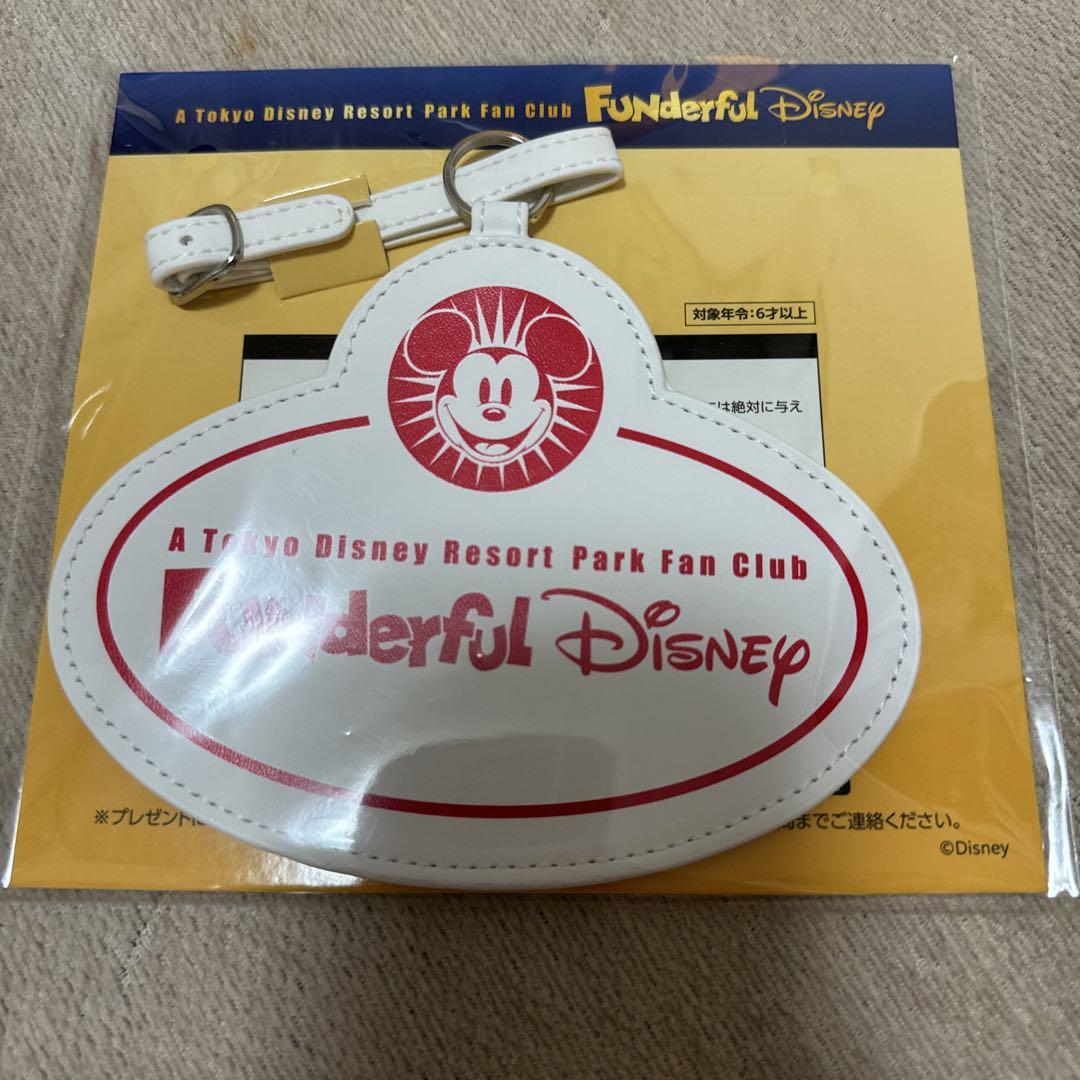 A Tokyo Disney Resort Park Fan Club FUNderful Disney
対象年令:6才以上
は絶対に与え
A Tokyo Disney Resort Park Fan Club
FUNderful Disney
※プレゼントに
までご連絡ください。
©Disney